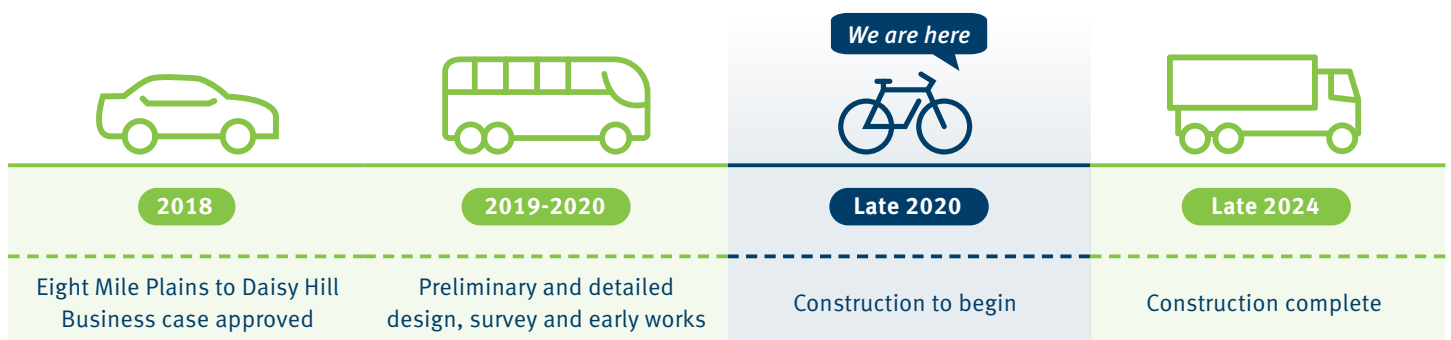 We are here
2018
2019-2020
Late 2020
Late 2024
Eight Mile Plains to Daisy Hill
Business case approved
Preliminary and detailed
design, survey and early works
Construction to begin
Construction complete